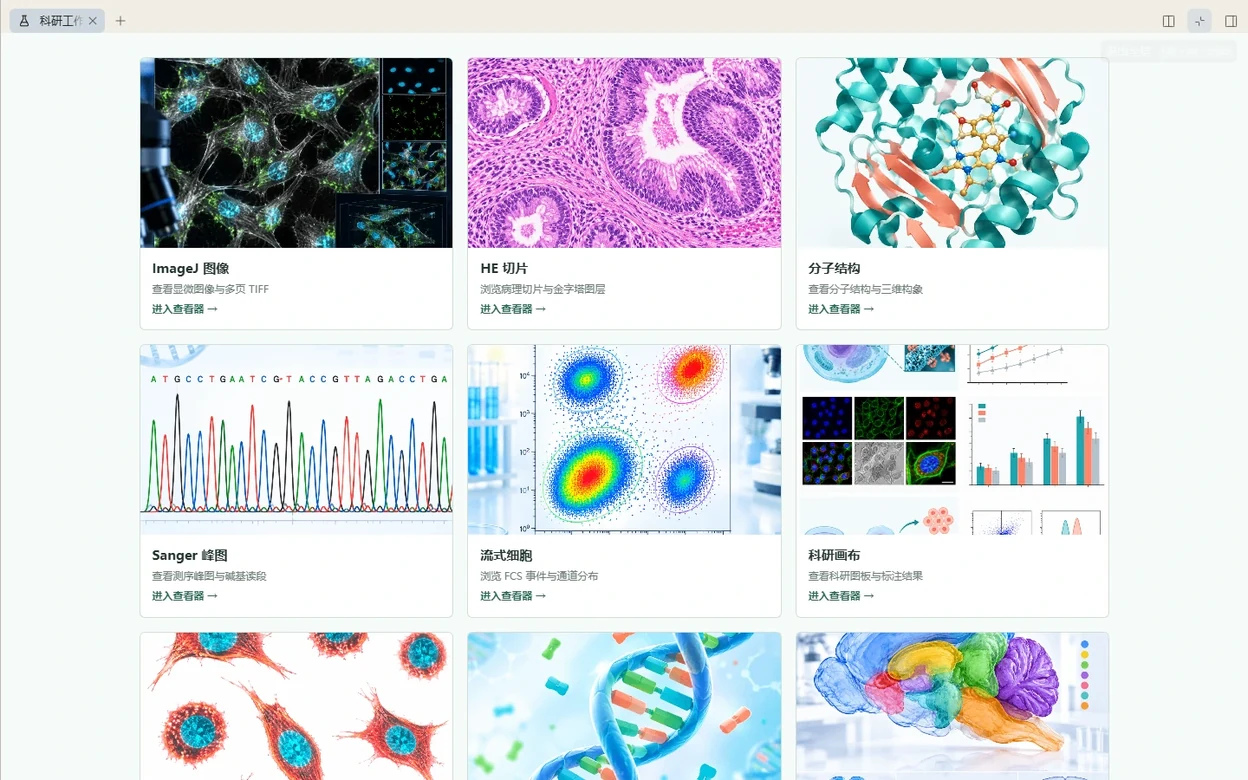 科研工作
ImageJ 图像
查看显微图像与多页 TIFF
进入查看器 →
HE 切片
浏览病理切片与金字塔图层
进入查看器 →
分子结构
查看分子结构与三维构象
进入查看器 →
A T G C C T G A A T C G T A C C G T T A G A C C T G A
Sanger 峰图
查看测序峰图与碱基读段
进入查看器 →
10⁶
10⁵
10²
10¹
10⁰
流式细胞
浏览 FCS 事件与通道分布
进入查看器 →
科研画布
查看科研图板与标注结果
进入查看器 →